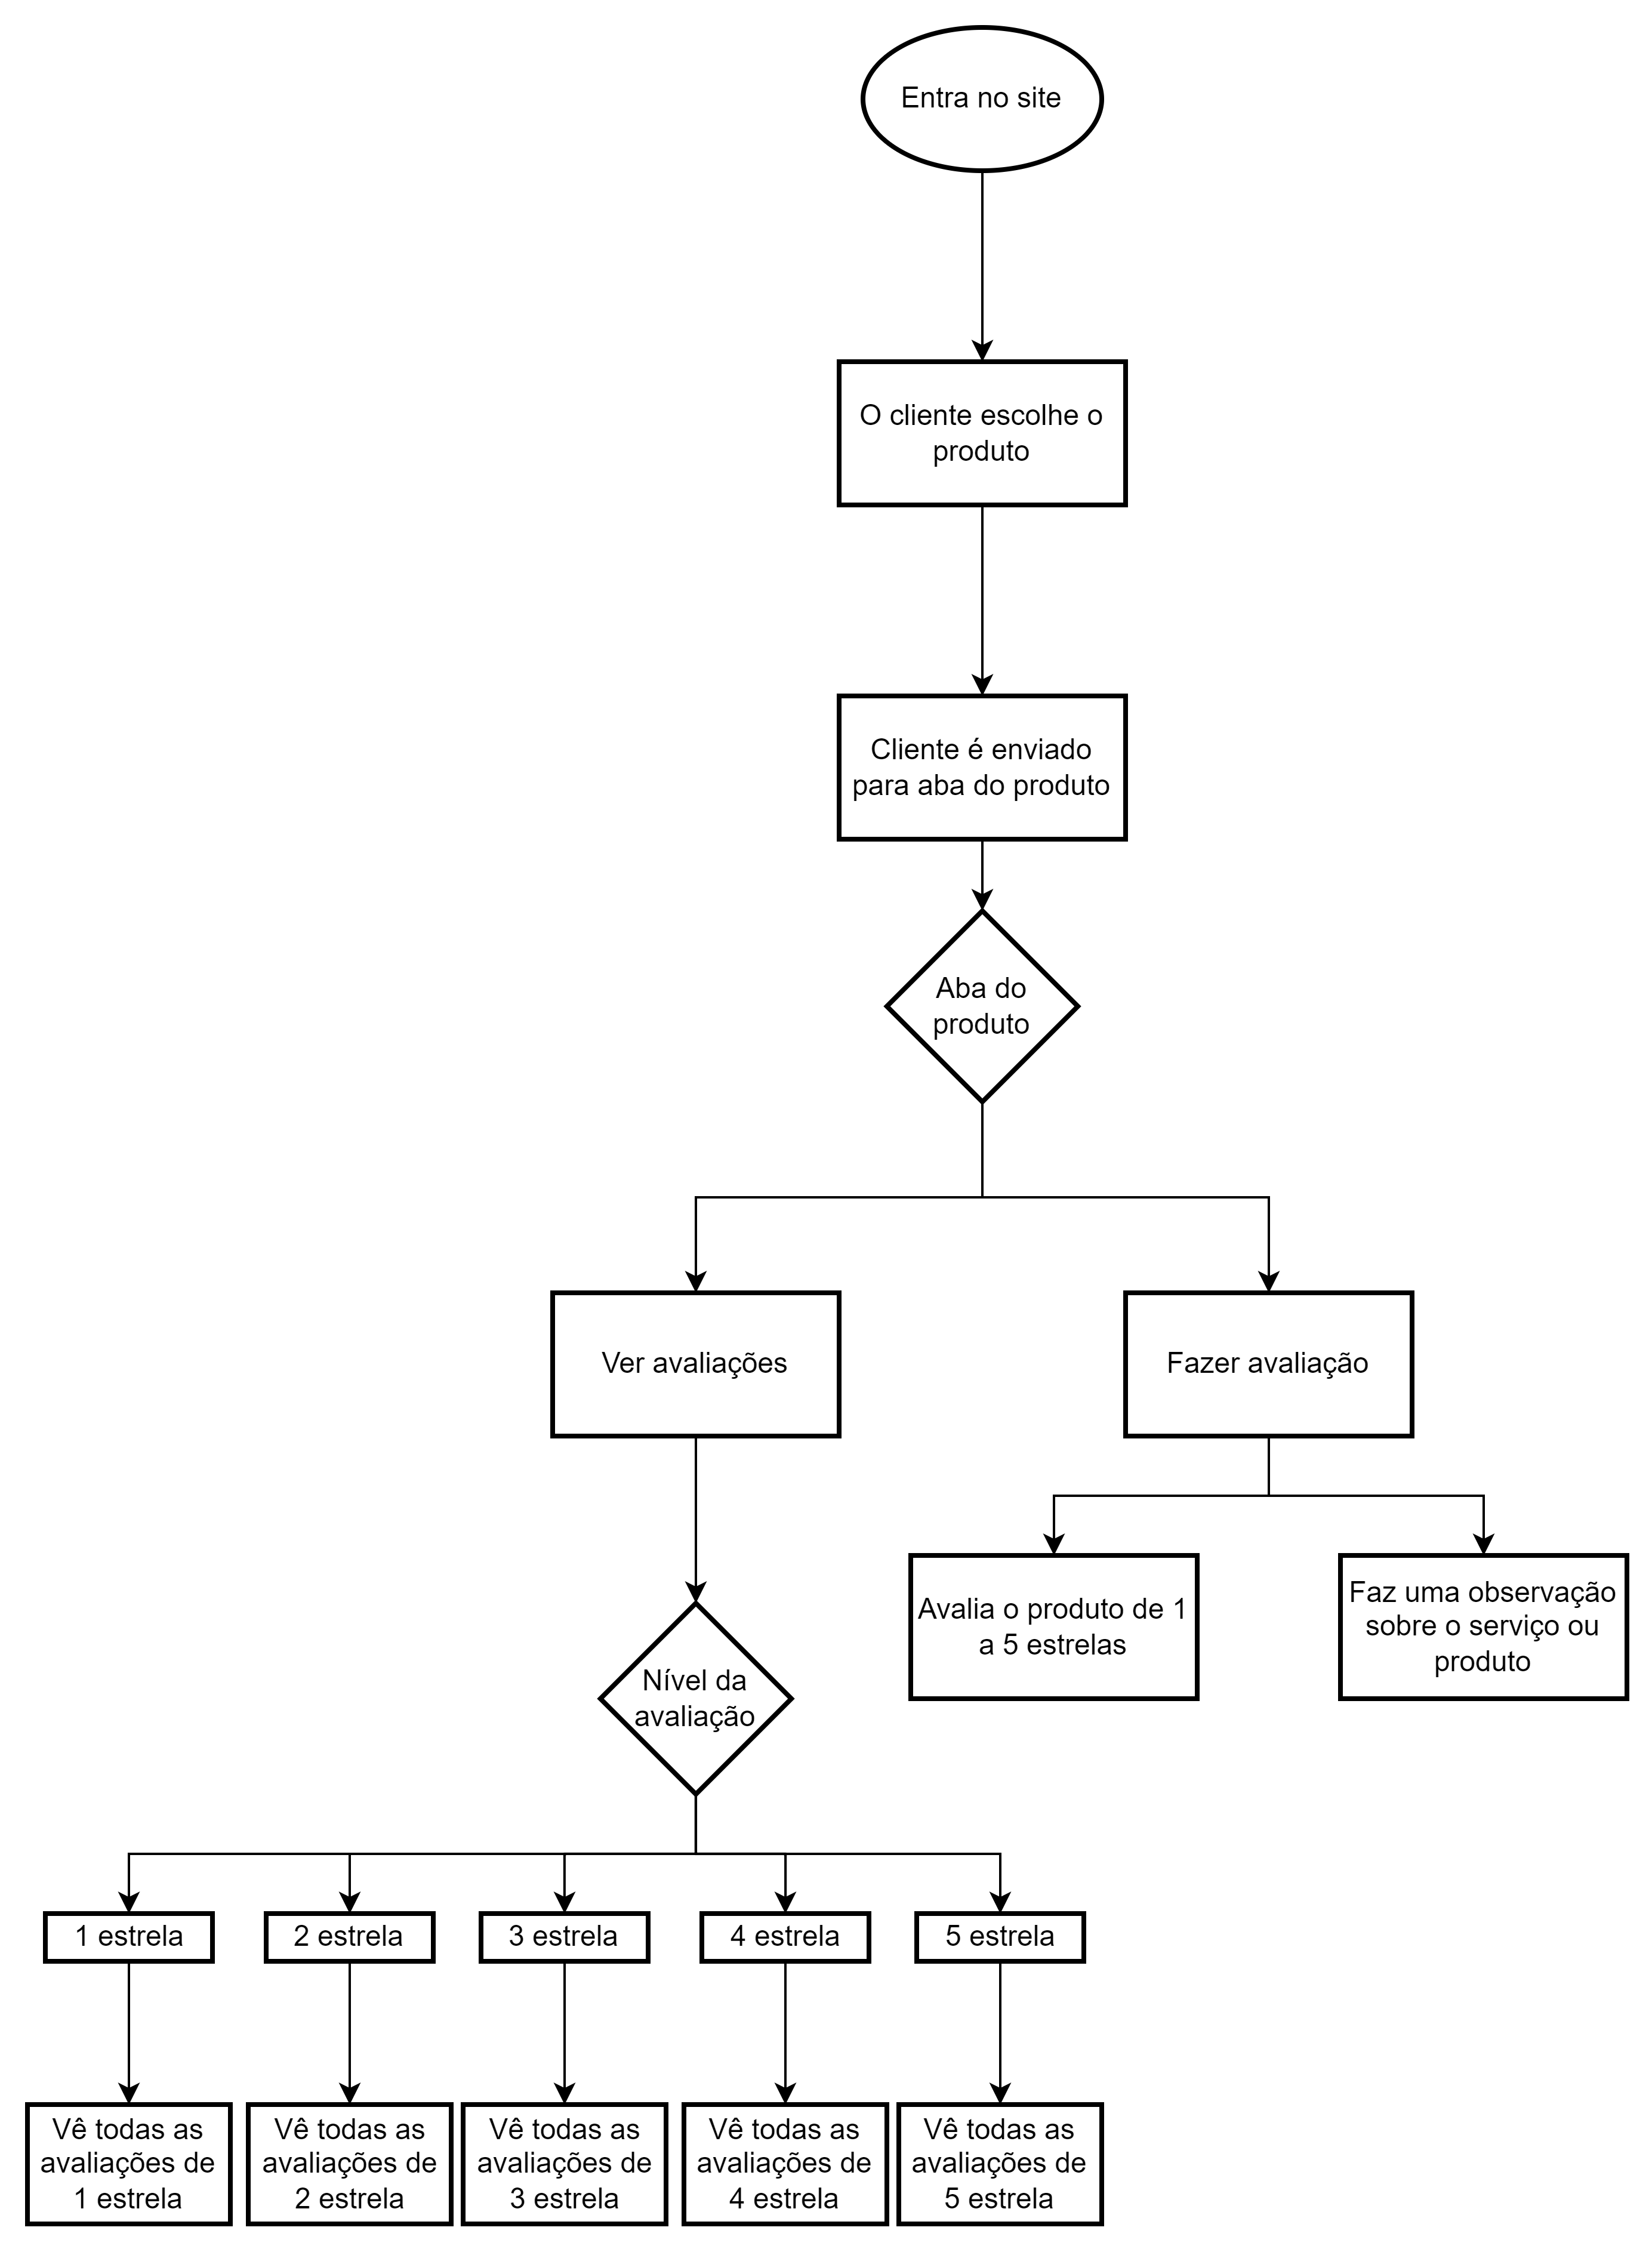 Entra no site
O cliente escolhe o
produto
Cliente é enviado
para aba do produto
Aba do
produto
Ver avaliações
Fazer avaliação
Avalia o produto de 1
a 5 estrelas
Faz uma observação
sobre o serviço ou
produto
Nível da
avaliação
1 estrela
2 estrela
3 estrela
4 estrela
5 estrela
Vê todas as
avaliações de
1 estrela
Vê todas as
avaliações de
2 estrela
Vê todas as
avaliações de
3 estrela
Vê todas as
avaliações de
4 estrela
Vê todas as
avaliações de
5 estrela